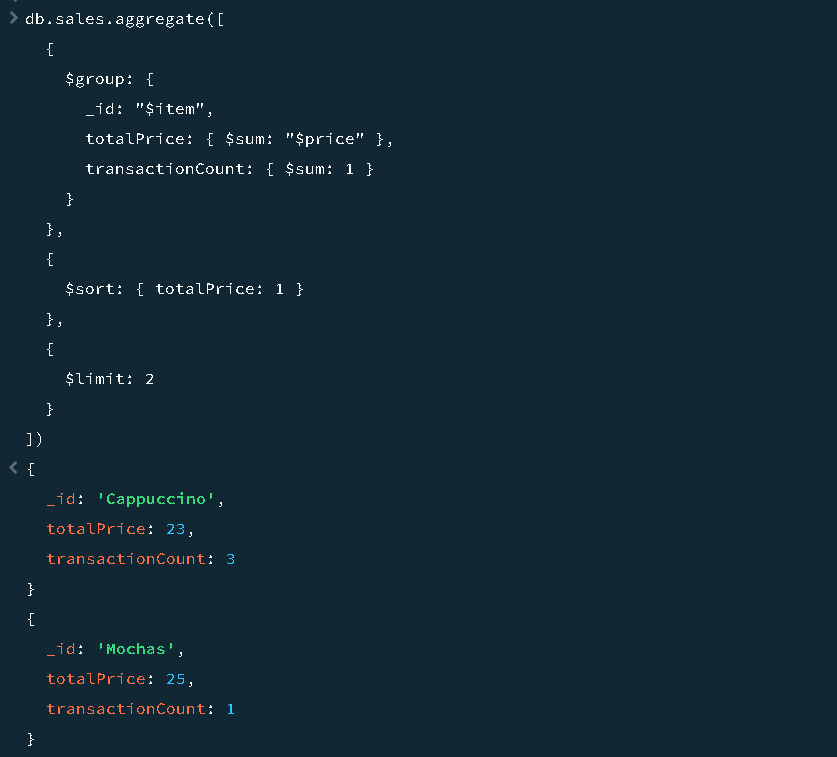 db.sales.aggregate([
{
$group: {
_id: "$item",
totalPrice: { $sum: "$price" },
transactionCount: { $sum: 1 }
}
},
{
$sort: { totalPrice: 1 }
},
{
$limit: 2
}
])
{
_id: 'Cappuccino',
totalPrice: 23,
transactionCount: 3
}
{
_id: 'Mochas',
totalPrice: 25,
transactionCount: 1
}